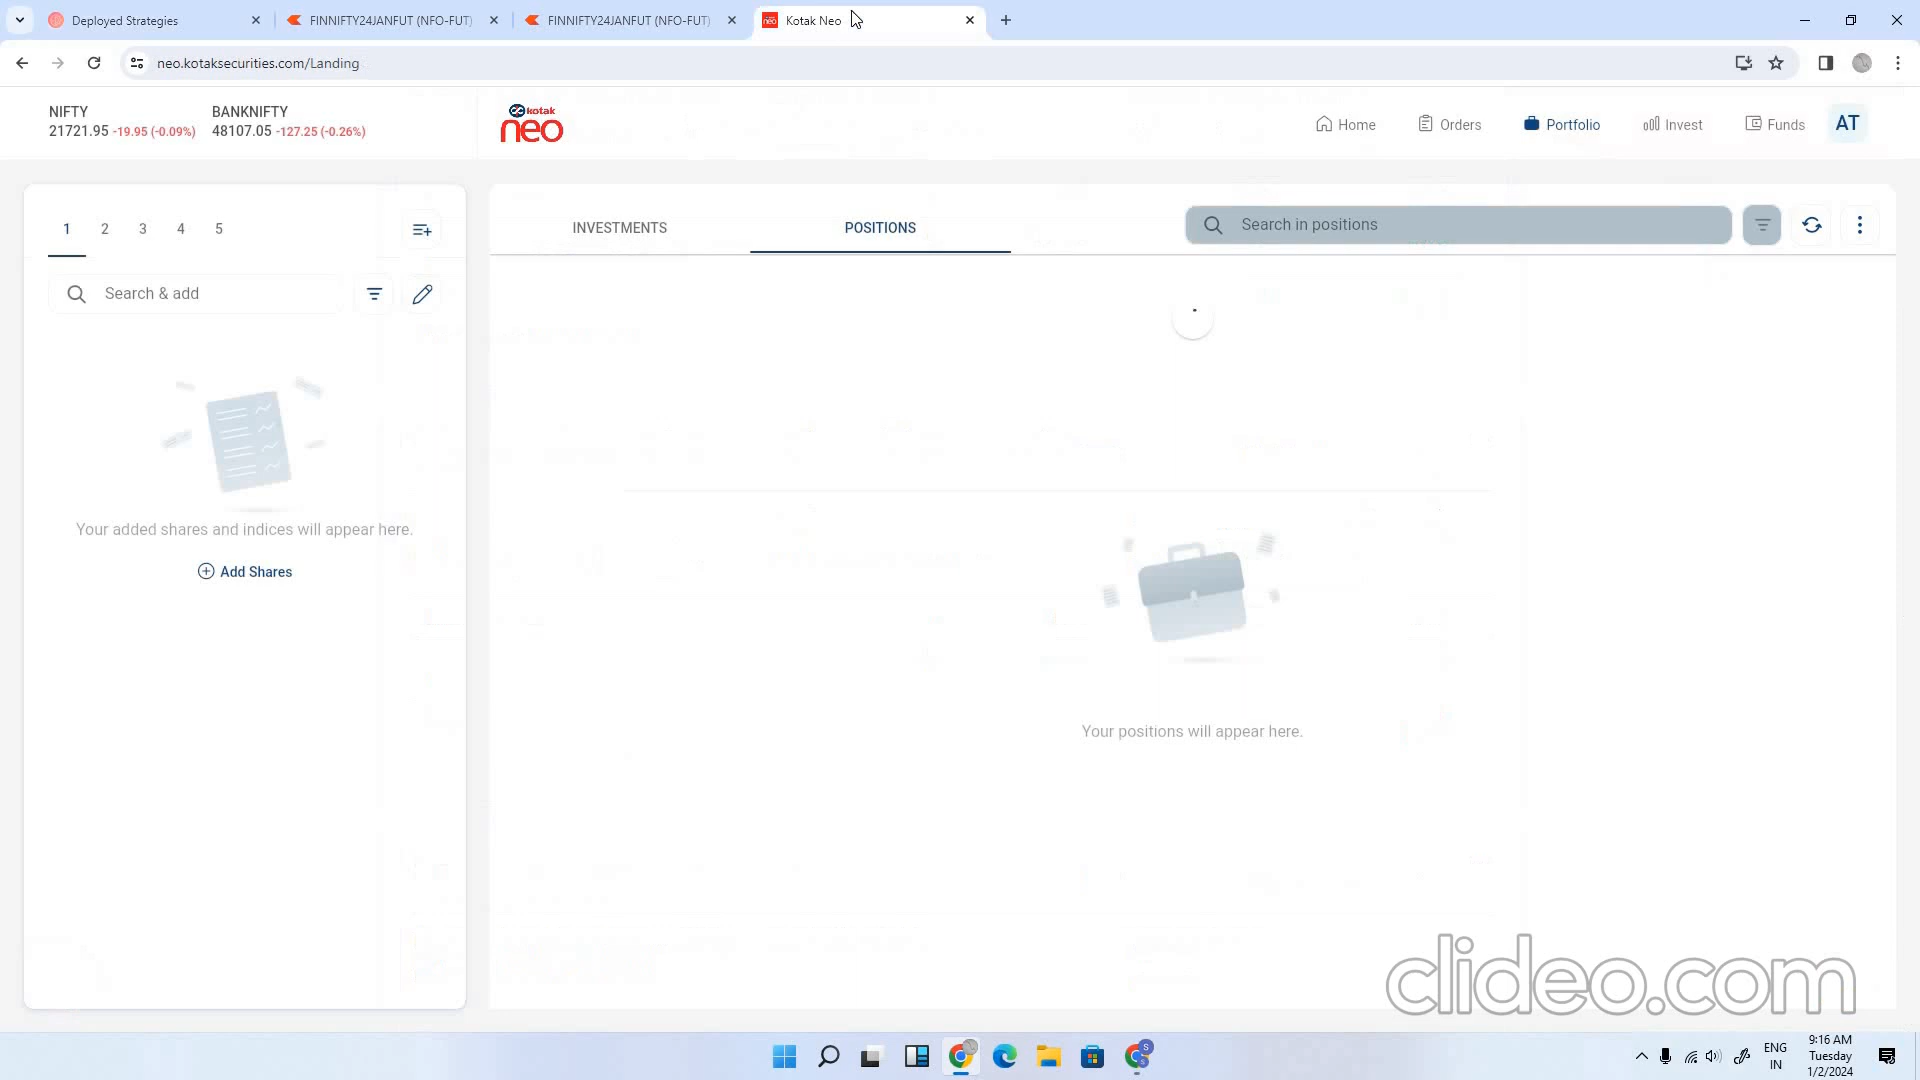 Deployed Strategies
FINNIFTY24JANFUT (NFO-FUT)
FINNIFTY24JANFUT (NFO-FUT)
Kotak Neo
neo.kotaksecurities.com/Landing
NIFTY
21721.95 -19.95 (-0.09%)
BANKNIFTY
48107.05 -127.25 (-0.26%)
kotak
neo
Home
Orders
Portfolio
Invest
Funds
AT
1 2 3 4 5
INVESTMENTS
POSITIONS
Search in positions
Search & add
Your added shares and indices will appear here.
Add Shares
Your positions will appear here.
clideo.com
ENG
IN
9:16 AM
Tuesday
1/2/2024